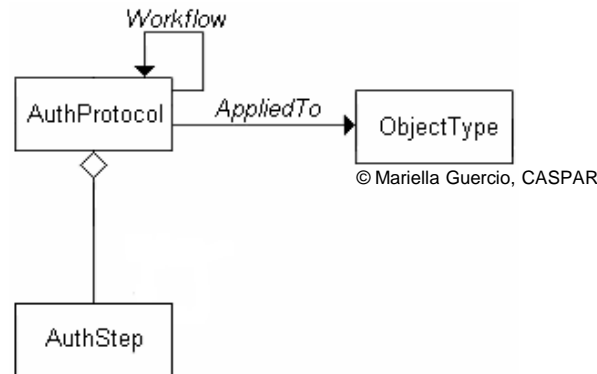 Workflow
AuthProtocol
AppliedTo
ObjectType
© Mariella Guercio, CASPAR
AuthStep